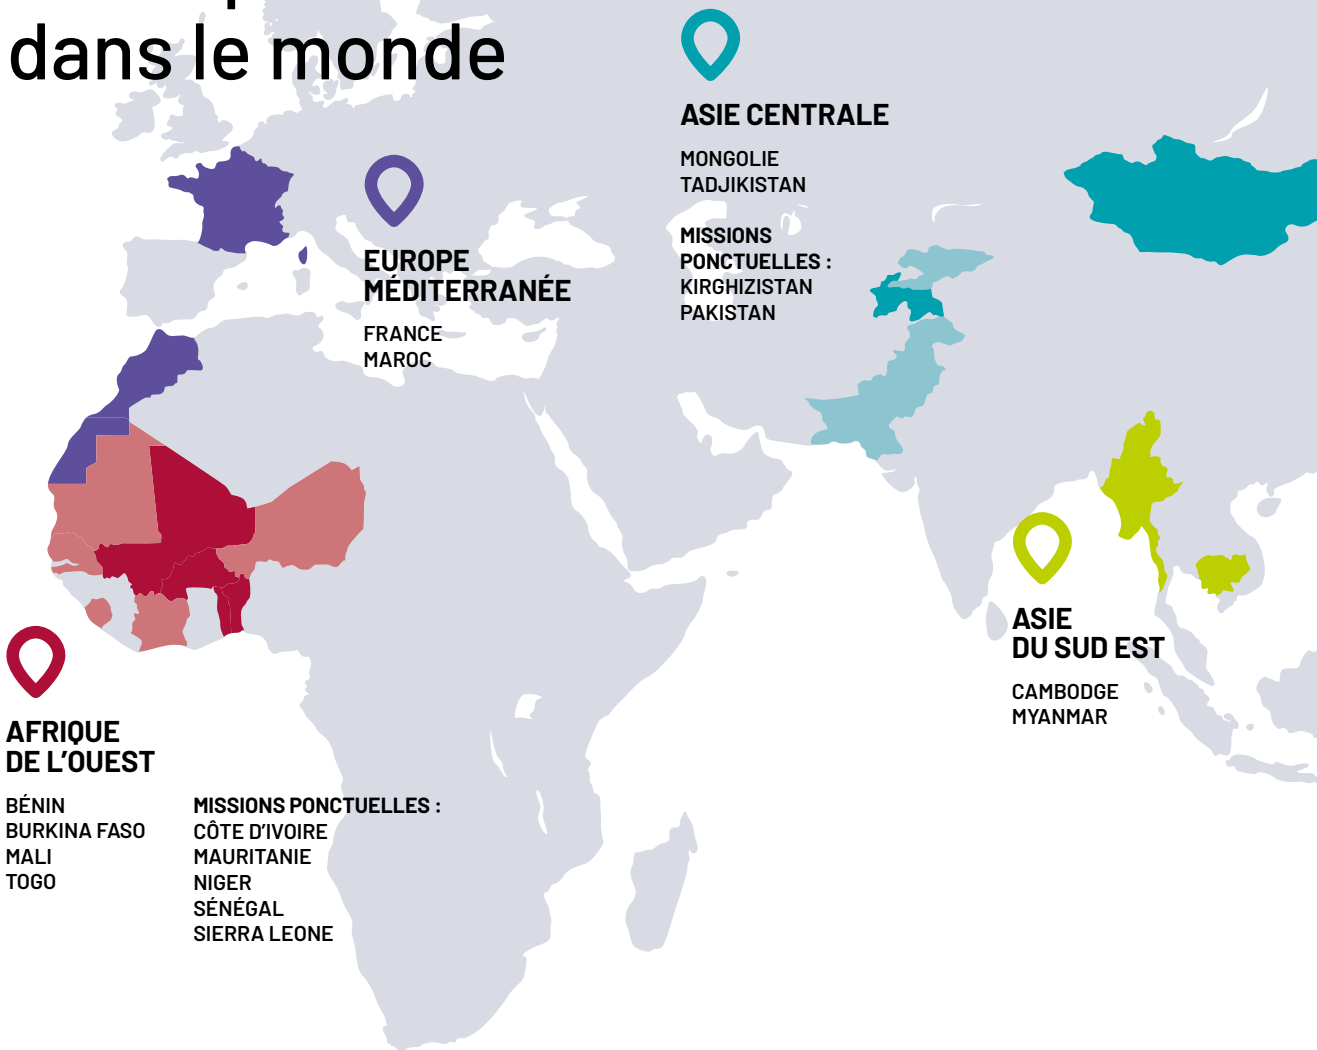 dans le monde
ASIE CENTRALE
MONGOLIE
TADJIKISTAN
MISSIONS
PONCTUELLES :
KIRGHIZISTAN
PAKISTAN
EUROPE
MÉDITERRANÉE
FRANCE
MAROC
ASIE
DU SUD EST
CAMBODGE
MYANMAR
AFRIQUE
DE L’OUEST
BÉNIN
BURKINA FASO
MALI
TOGO
MISSIONS PONCTUELLES :
CÔTE D’IVOIRE
MAURITANIE
NIGER
SÉNÉGAL
SIERRA LEONE